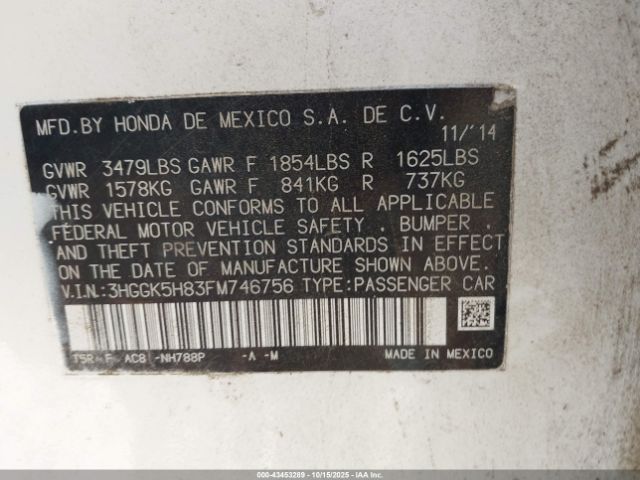 MFD.BY HONDA DE MEXICO S.A. DE C.V.
11/'14
GVWR 3479LBS GAWR F 1854LBS R 1625LBS
GVWR 1578KG GAWR F 841KG R 737KG
THIS VEHICLE CONFORMS TO ALL APPLICABLE
FEDERAL MOTOR VEHICLE SAFETY . BUMPER .
AND THEFT PREVENTION STANDARDS IN EFFECT
ON THE DATE OF MANUFACTURE SHOWN ABOVE.
V.I.N.:3HGGK5H83FM746756 TYPE:PASSENGER CAR
T5R-F AC8 -NH788P -A -M
MADE IN MEXICO
000-43453289 - 10/15/2025 - IAA Inc.